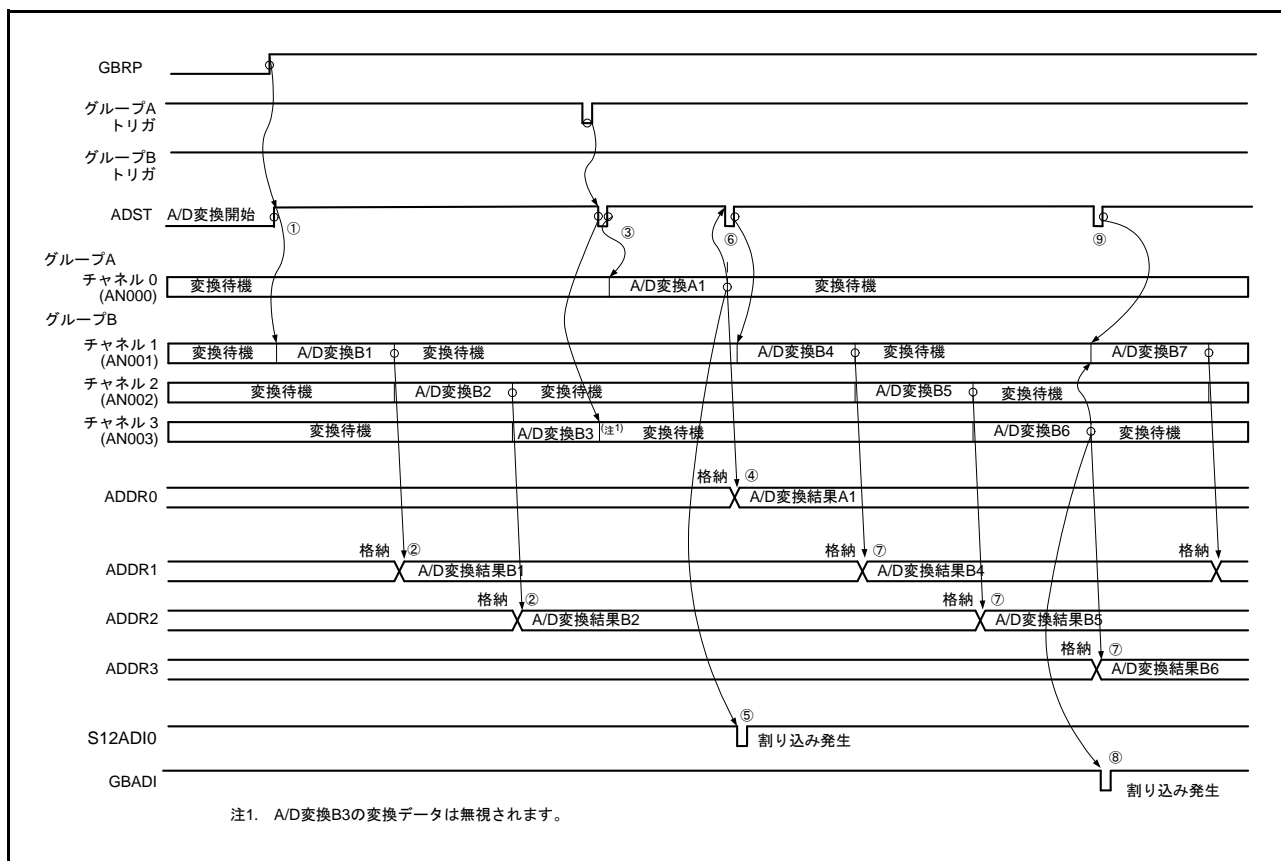 GBRP
グループA
トリガ
グループB
トリガ
ADST A/D変換開始 ① ③ ⑥ ⑨
グループA
チャネル 0
(AN000)
変換待機 A/D変換A1 変換待機
グループB
チャネル 1
(AN001)
変換待機 A/D変換B1 変換待機 A/D変換B4 変換待機 A/D変換B7
チャネル 2
(AN002)
変換待機 A/D変換B2 変換待機 A/D変換B5 変換待機
チャネル 3
(AN003)
変換待機 A/D変換B3 (注1) 変換待機 A/D変換B6 変換待機
格納 ④
ADDR0 A/D変換結果A1
格納 ② 格納 ⑦ 格納
ADDR1 A/D変換結果B1 A/D変換結果B4
格納 ② 格納 ⑦
ADDR2 A/D変換結果B2 A/D変換結果B5
格納 ⑦
ADDR3 A/D変換結果B6
⑤
S12ADI0 割り込み発生
⑧
GBADI 割り込み発生
注1. A/D変換B3の変換データは無視されます。